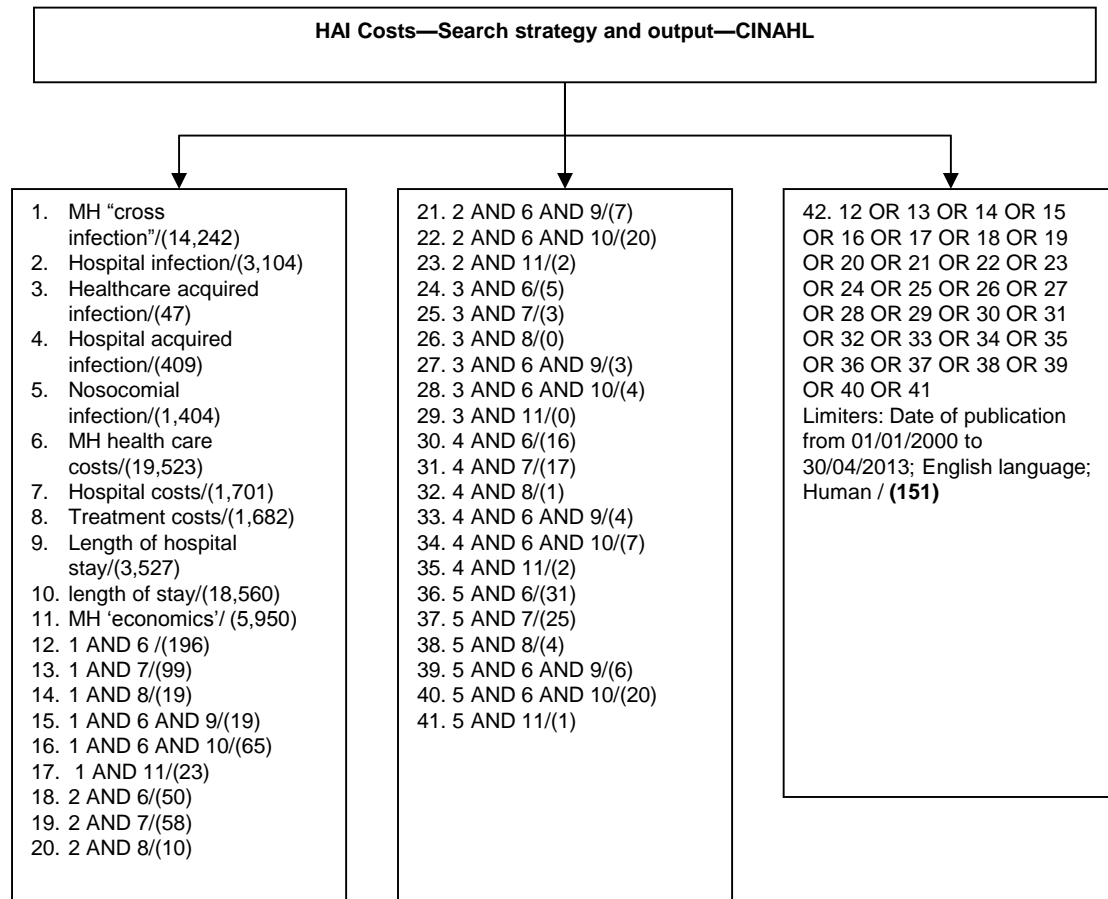 HAI Costs—Search strategy and output—CINAHL
1. MH “cross
infection”/(14,242)
2. Hospital infection/(3,104)
3. Healthcare acquired
infection/(47)
4. Hospital acquired
infection/(409)
5. Nosocomial
infection/(1,404)
6. MH health care
costs/(19,523)
7. Hospital costs/(1,701)
8. Treatment costs/(1,682)
9. Length of hospital
stay/(3,527)
10. length of stay/(18,560)
11. MH ‘economics’/ (5,950)
12. 1 AND 6 /(196)
13. 1 AND 7/(99)
14. 1 AND 8/(19)
15. 1 AND 6 AND 9/(19)
16. 1 AND 6 AND 10/(65)
17. 1 AND 11/(23)
18. 2 AND 6/(50)
19. 2 AND 7/(58)
20. 2 AND 8/(10)
21. 2 AND 6 AND 9/(7)
22. 2 AND 6 AND 10/(20)
23. 2 AND 11/(2)
24. 3 AND 6/(5)
25. 3 AND 7/(3)
26. 3 AND 8/(0)
27. 3 AND 6 AND 9/(3)
28. 3 AND 6 AND 10/(4)
29. 3 AND 11/(0)
30. 4 AND 6/(16)
31. 4 AND 7/(17)
32. 4 AND 8/(1)
33. 4 AND 6 AND 9/(4)
34. 4 AND 6 AND 10/(7)
35. 4 AND 11/(2)
36. 5 AND 6/(31)
37. 5 AND 7/(25)
38. 5 AND 8/(4)
39. 5 AND 6 AND 9/(6)
40. 5 AND 6 AND 10/(20)
41. 5 AND 11/(1)
42. 12 OR 13 OR 14 OR 15
OR 16 OR 17 OR 18 OR 19
OR 20 OR 21 OR 22 OR 23
OR 24 OR 25 OR 26 OR 27
OR 28 OR 29 OR 30 OR 31
OR 32 OR 33 OR 34 OR 35
OR 36 OR 37 OR 38 OR 39
OR 40 OR 41
Limiters: Date of publication
from 01/01/2000 to
30/04/2013; English language;
Human / (151)